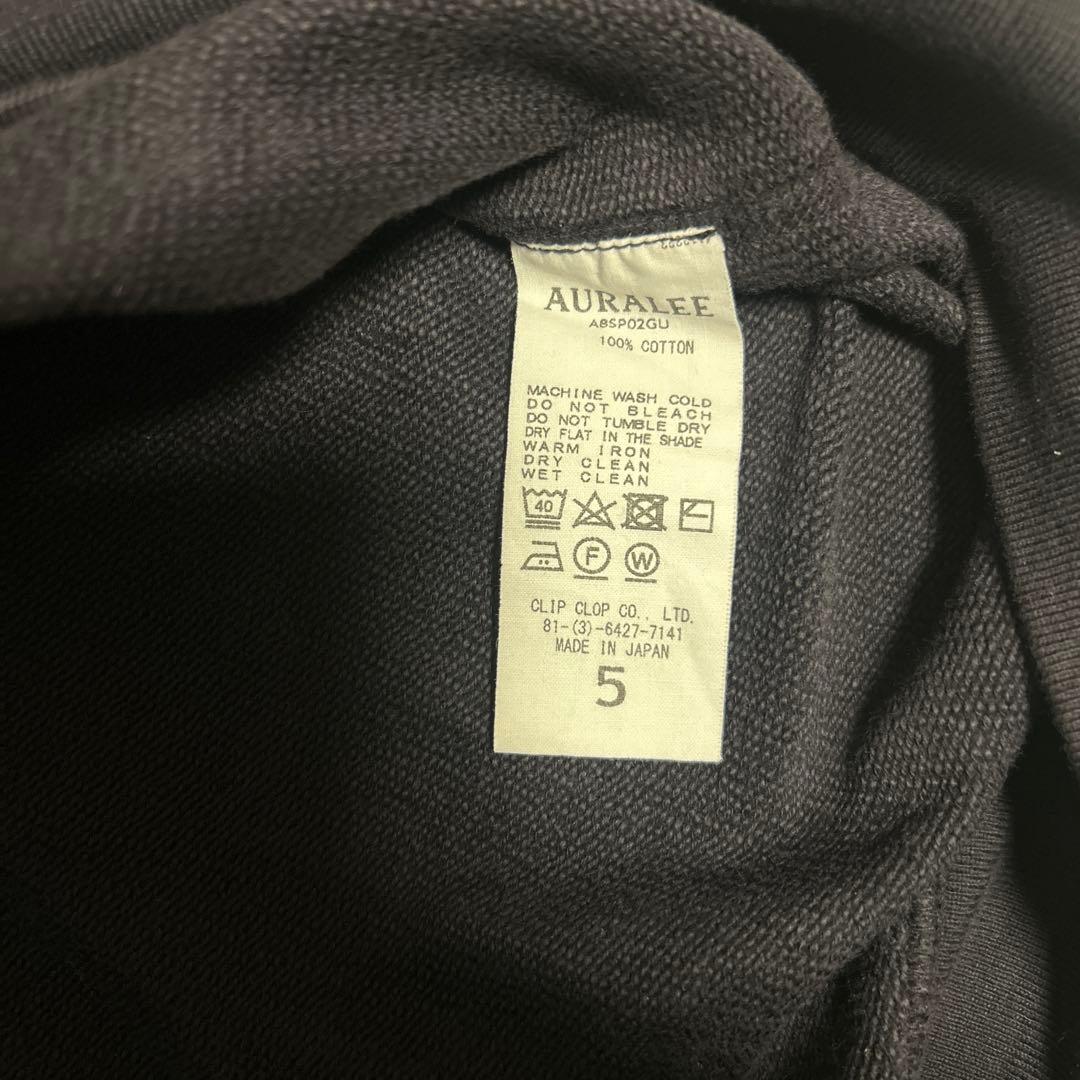 AURALEE
A8SP02GU
100% COTTON
MACHINE WASH COLD
DO NOT BLEACH
DO NOT TUMBLE DRY
DRY FLAT IN THE SHADE
WARM IRON
DRY CLEAN
WET CLEAN
40
F W
CLIP CLOP CO., LTD.
81-(3)-6427-7141
MADE IN JAPAN
5